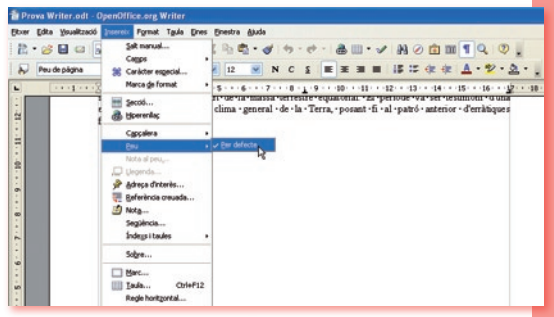 Prova Writer.odt - OpenOffice.org Writer
Fitxer Edita Visualització Insereix Format Taula Eines Finestra Ajuda
Salt manual...
Camps
Caràcter especial...
Marca de format
Secció...
Hiperenllaç
Capçalera
Peu
Per defecte
Nota al peu...
Llegenda...
Adreça d'interès...
Referència creuada...
Nota...
Seqüència...
Índexs i taules
Sobre...
Marc...
Taula... Ctrl+F12
Regle horitzontal...
Peu de pàgina
12
N C S
de · la · massa · terrestre · equatorial. · El · període · va · ser · testimoni · d'una
clima · general · de · la · Terra, · posant · fi · al · patró · anterior · d'erràtiques